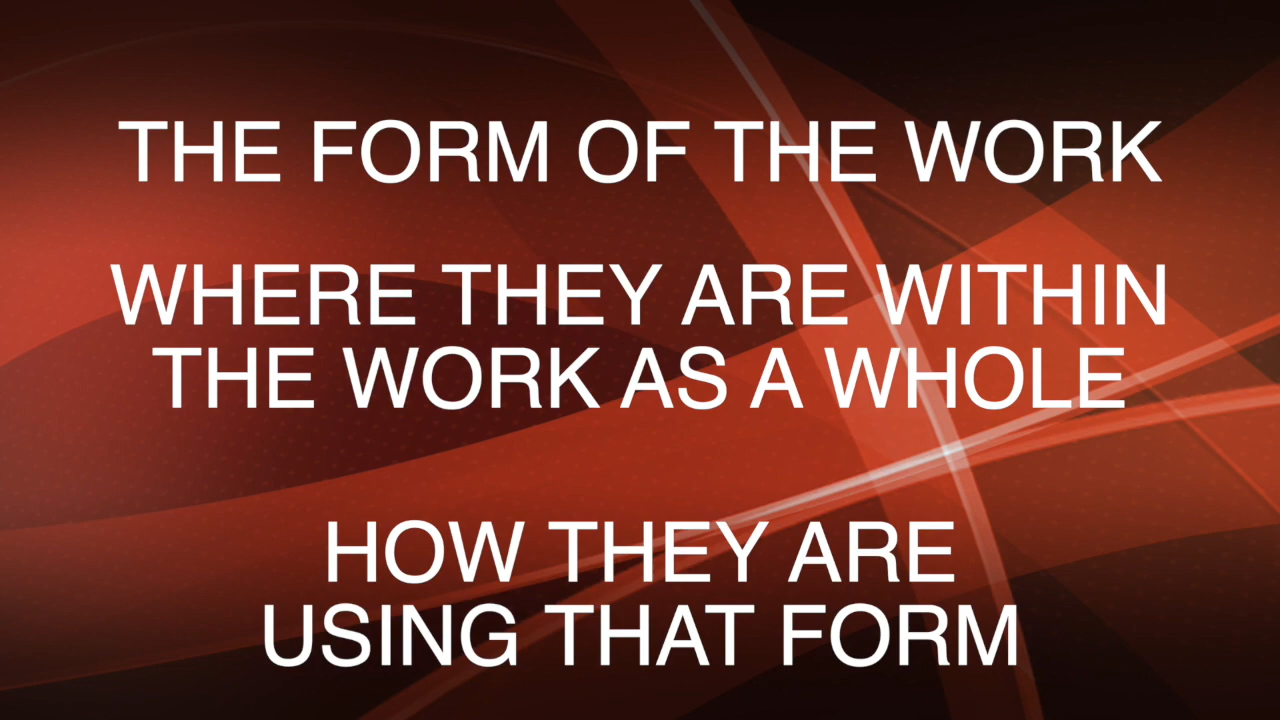 THE FORM OF THE WORK
WHERE THEY ARE WITHIN
THE WORK AS A WHOLE
HOW THEY ARE
USING THAT FORM